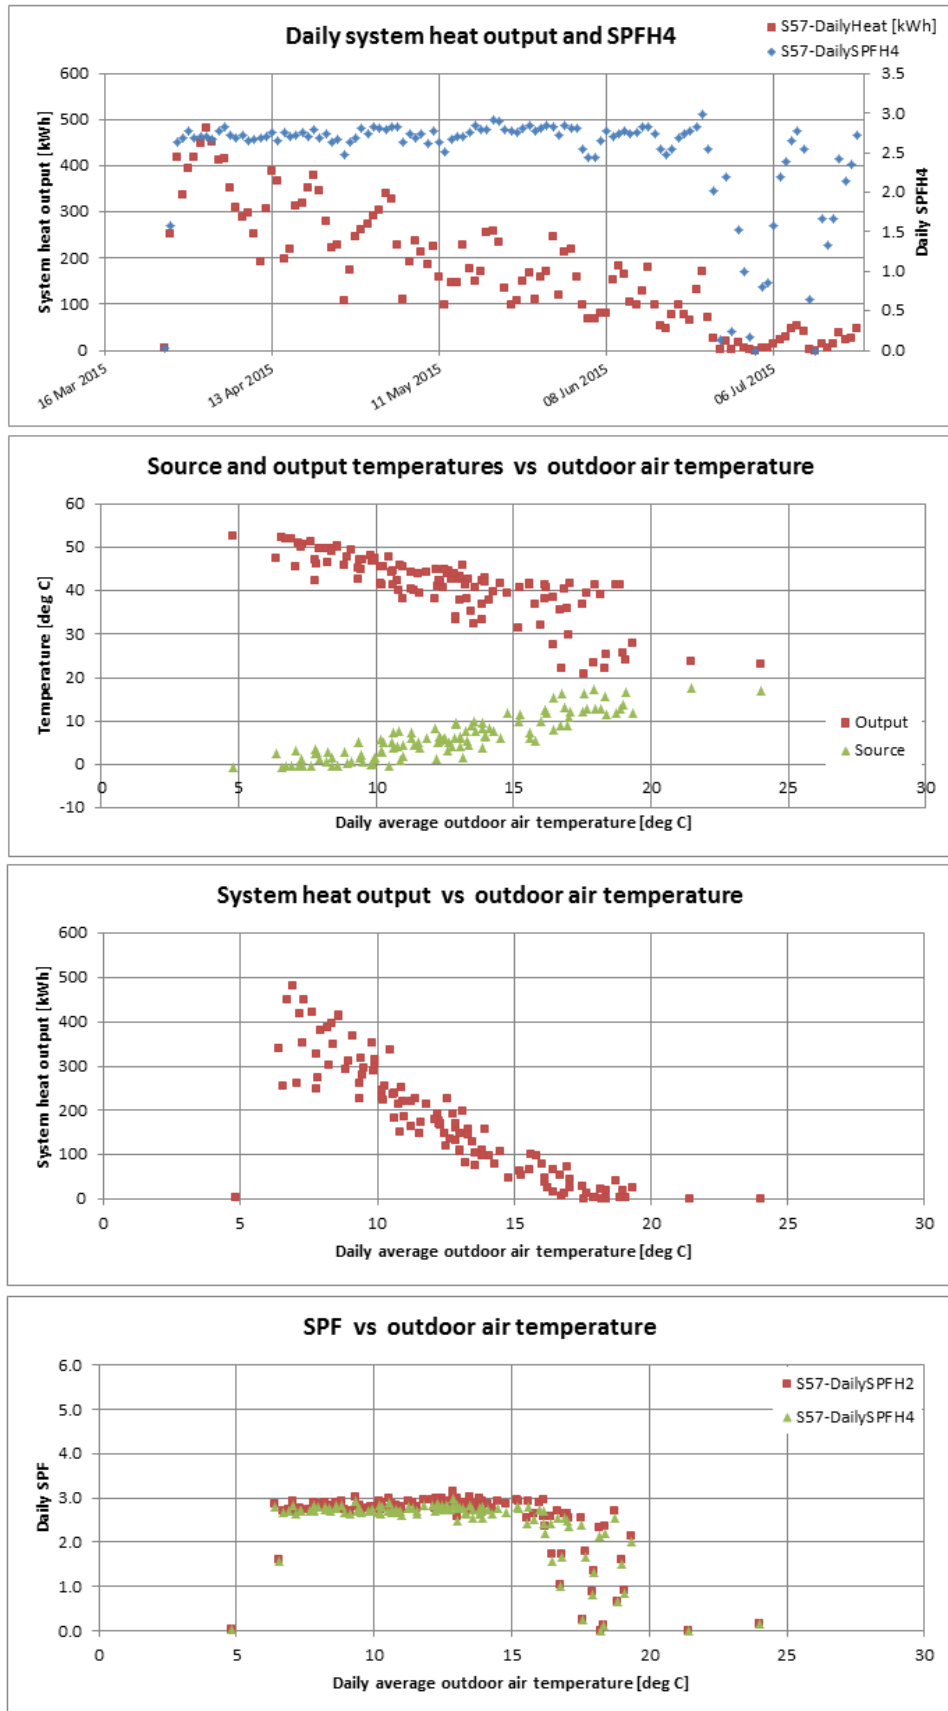 Daily system heat output and SPFH4
S57-DailyHeat [kWh]
S57-DailySPFH4
System heat output [kWh]
600
500
400
300
200
100
0
3.5
3.0
2.5
2.0
1.5
1.0
0.5
0.0
Daily SPFH4
16 Mar 2015
13 Apr 2015
11 May 2015
08 Jun 2015
06 Jul 2015
Source and output temperatures vs outdoor air temperature
Temperature [deg C]
60
50
40
30
20
10
0
-10
Output
Source
0 5 10 15 20 25 30
Daily average outdoor air temperature [deg C]
System heat output vs outdoor air temperature
System heat output [kWh]
600
500
400
300
200
100
0
0 5 10 15 20 25 30
Daily average outdoor air temperature [deg C]
SPF vs outdoor air temperature
Daily SPF
6.0
5.0
4.0
3.0
2.0
1.0
0.0
S57-DailySPFH2
S57-DailySPFH4
0 5 10 15 20 25 30
Daily average outdoor air temperature [deg C]